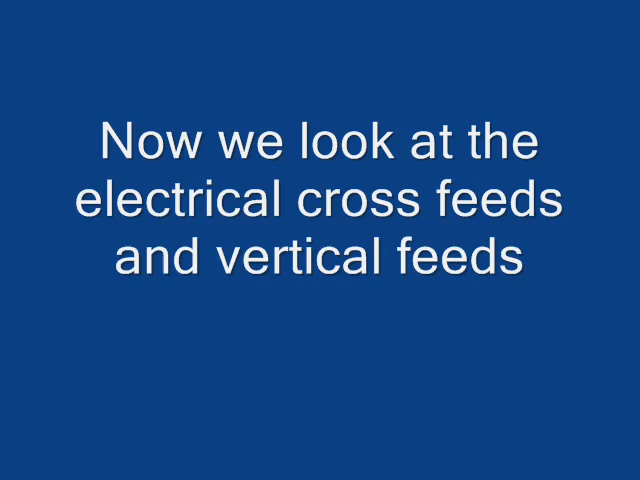 Now we look at the
electrical cross feeds
and vertical feeds